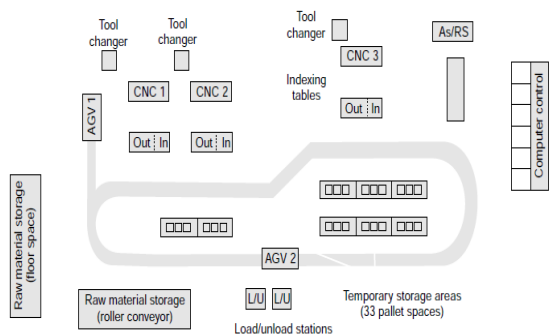 Tool
changer
Tool
changer
Tool
changer
As/RS
CNC 1
CNC 2
CNC 3
Indexing
tables
AGV 1
Out In
Out In
Out In
Computer control
Raw material storage
(floor space)
AGV 2
Raw material storage
(roller conveyor)
L/U
L/U
Load/unload stations
Temporary storage areas
(33 pallet spaces)